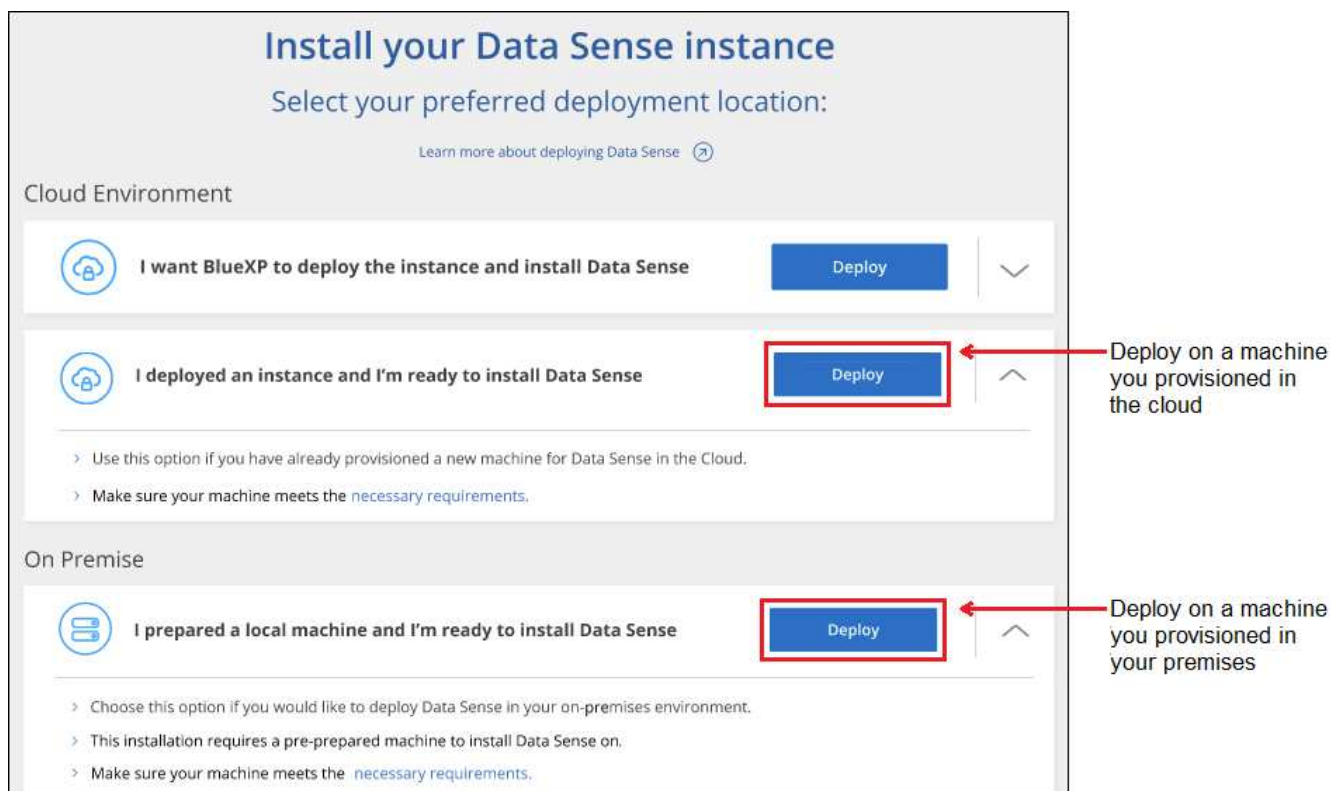 Install your Data Sense instance
Select your preferred deployment location:
Learn more about deploying Data Sense
Cloud Environment
I want BlueXP to deploy the instance and install Data Sense
Deploy
I deployed an instance and I'm ready to install Data Sense
Deploy
Deploy on a machine
you provisioned in
the cloud
> Use this option if you have already provisioned a new machine for Data Sense in the Cloud.
> Make sure your machine meets the necessary requirements.
On Premise
I prepared a local machine and I'm ready to install Data Sense
Deploy
Deploy on a machine
you provisioned in
your premises
> Choose this option if you would like to deploy Data Sense in your on-premises environment.
> This installation requires a pre-prepared machine to install Data Sense on.
> Make sure your machine meets the necessary requirements.